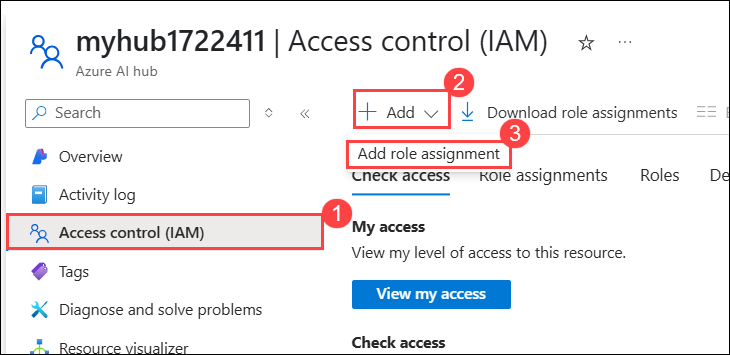 myhub1722411 | Access control (IAM)
Azure AI hub
2
Search
Add
Download role assignments
3
Add role assignment
Overview
Check access
Role assignments
Roles
Activity log
1
Access control (IAM)
My access
View my level of access to this resource.
Tags
View my access
Diagnose and solve problems
Check access
Resource visualizer